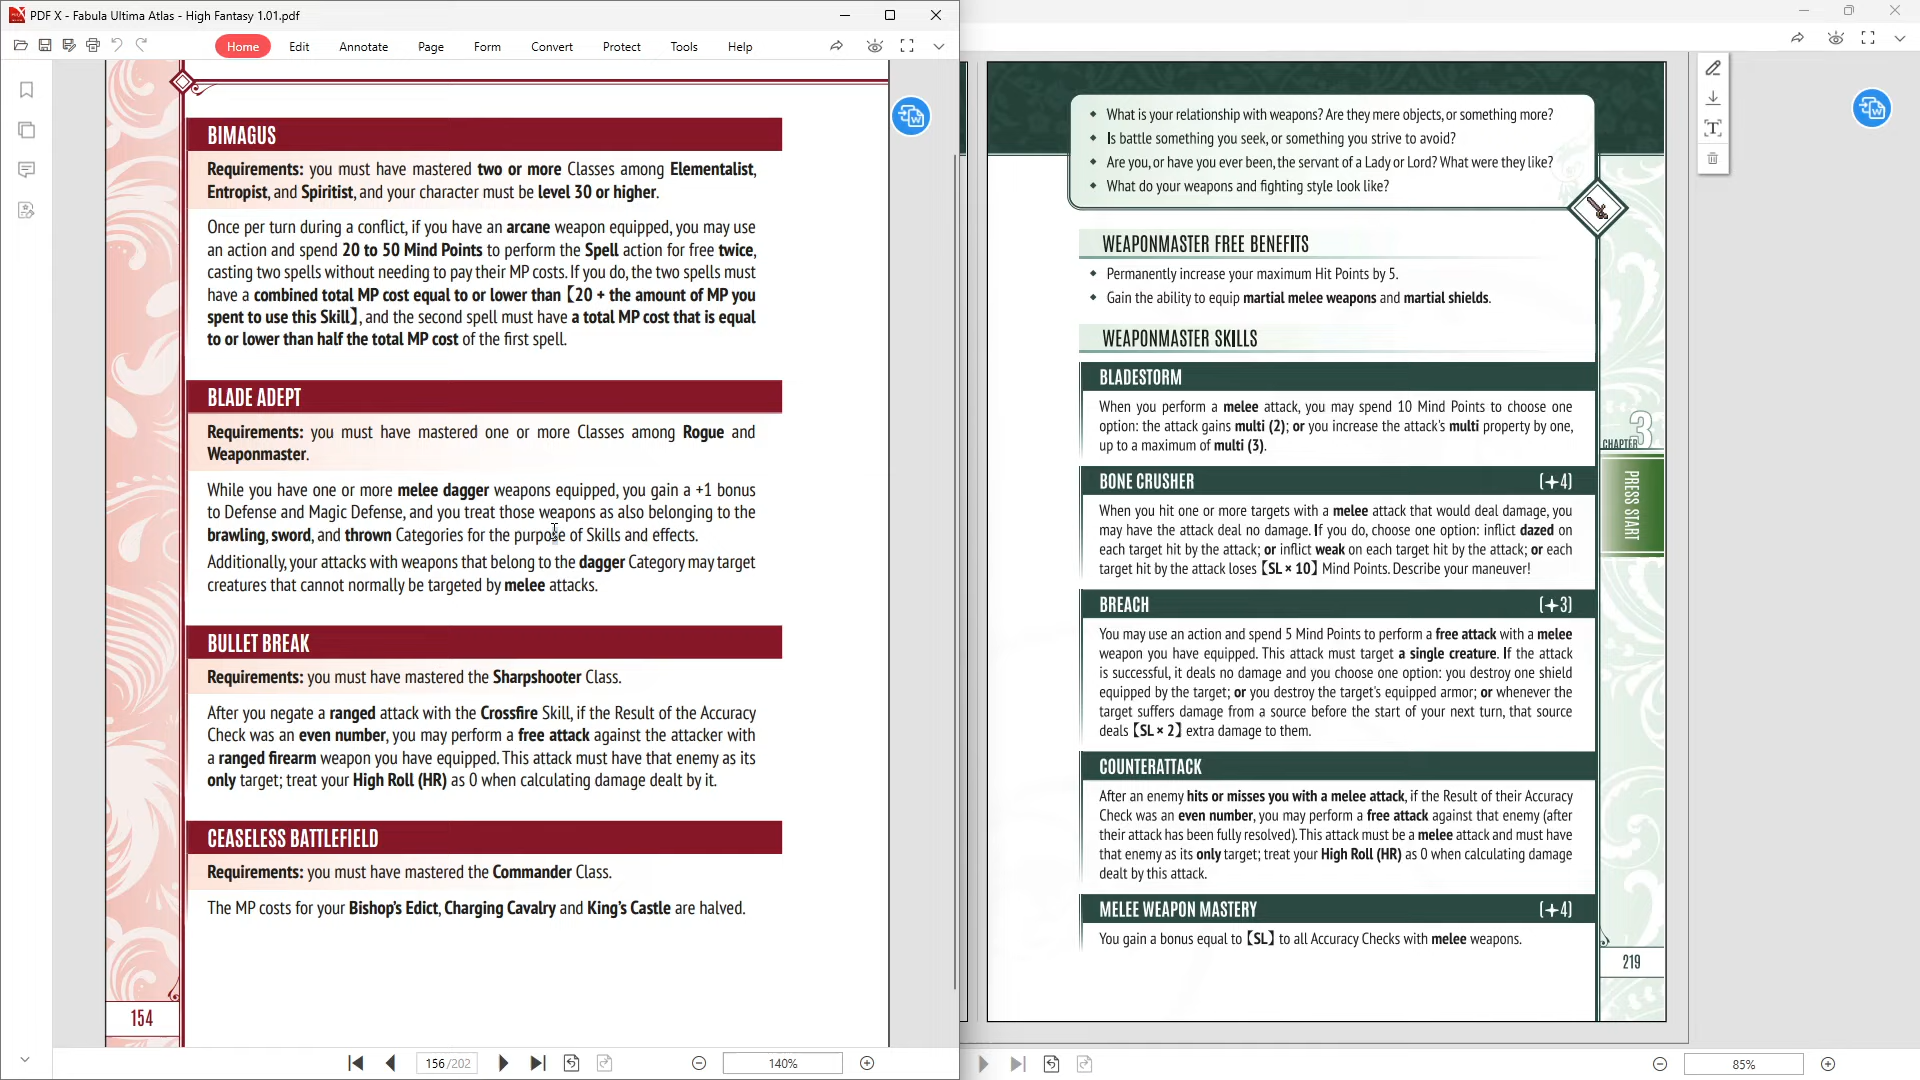 PDF X - Fabula Ultima Atlas - High Fantasy 1.01.pdf
Home Edit Annotate Page Form Convert Protect Tools Help
BIMAGUS
Requirements: you must have mastered two or more Classes among Elementalist,
Entropist, and Spiritist, and your character must be level 30 or higher.
Once per turn during a conflict, if you have an arcane weapon equipped, you may use
an action and spend 20 to 50 Mind Points to perform the Spell action for free twice,
casting two spells without needing to pay their MP costs. If you do, the two spells must
have a combined total MP cost equal to or lower than【20 + the amount of MP you
spent to use this Skill】, and the second spell must have a total MP cost that is equal
to or lower than half the total MP cost of the first spell.
BLADE ADEPT
Requirements: you must have mastered one or more Classes among Rogue and
Weaponmaster.
While you have one or more melee dagger weapons equipped, you gain a +1 bonus
to Defense and Magic Defense, and you treat those weapons as also belonging to the
brawling, sword, and thrown Categories for the purpose of Skills and effects.
Additionally, your attacks with weapons that belong to the dagger Category may target
creatures that cannot normally be targeted by melee attacks.
BULLET BREAK
Requirements: you must have mastered the Sharpshooter Class.
After you negate a ranged attack with the Crossfire Skill, if the Result of the Accuracy
Check was an even number, you may perform a free attack against the attacker with
a ranged firearm weapon you have equipped. This attack must have that enemy as its
only target; treat your High Roll (HR) as 0 when calculating damage dealt by it.
CEASELESS BATTLEFIELD
Requirements: you must have mastered the Commander Class.
The MP costs for your Bishop's Edict, Charging Cavalry and King's Castle are halved.
154
156 /202
140%
What is your relationship with weapons? Are they mere objects, or something more?
Is battle something you seek, or something you strive to avoid?
Are you, or have you ever been, the servant of a Lady or Lord? What were they like?
What do your weapons and fighting style look like?
WEAPONMASTER FREE BENEFITS
Permanently increase your maximum Hit Points by 5.
Gain the ability to equip martial melee weapons and martial shields.
WEAPONMASTER SKILLS
BLADESTORM
When you perform a melee attack, you may spend 10 Mind Points to choose one
option: the attack gains multi (2); or you increase the attack's multi property by one,
up to a maximum of multi (3).
BONE CRUSHER (✦4)
When you hit one or more targets with a melee attack that would deal damage, you
may have the attack deal no damage. If you do, choose one option: inflict dazed on
each target hit by the attack; or inflict weak on each target hit by the attack; or each
target hit by the attack loses【SL × 10】Mind Points. Describe your maneuver!
BREACH (✦3)
You may use an action and spend 5 Mind Points to perform a free attack with a melee
weapon you have equipped. This attack must target a single creature. If the attack
is successful, it deals no damage and you choose one option: you destroy one shield
equipped by the target; or you destroy the target's equipped armor; or whenever the
target suffers damage from a source before the start of your next turn, that source
deals【SL × 2】extra damage to them.
COUNTERATTACK
After an enemy hits or misses you with a melee attack, if the Result of their Accuracy
Check was an even number, you may perform a free attack against that enemy (after
their attack has been fully resolved). This attack must be a melee attack and must have
that enemy as its only target; treat your High Roll (HR) as 0 when calculating damage
dealt by this attack.
MELEE WEAPON MASTERY (✦4)
You gain a bonus equal to【SL】to all Accuracy Checks with melee weapons.
CHAPTER 3
PRESS START
219
85%